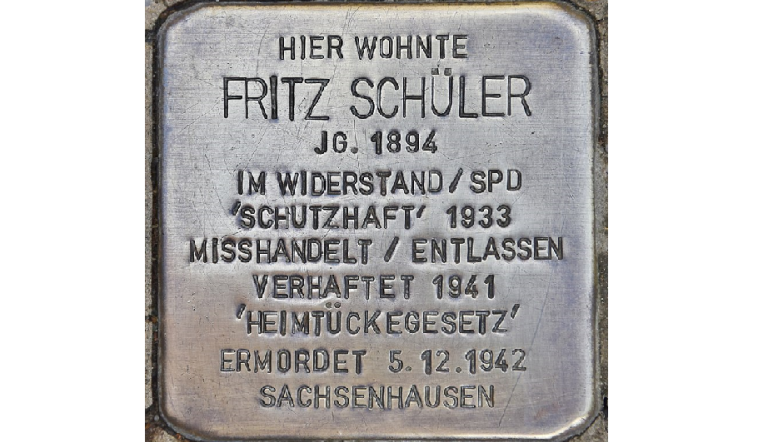 HIER WOHNTE
FRITZ SCHÜLER
JG. 1894
IM WIDERSTAND / SPD
'SCHUTZHAFT' 1933
MISSHANDELT / ENTLASSEN
VERHAFTET 1941
'HEIMTÜCKEGESETZ'
ERMORDET 5.12.1942
SACHSENHAUSEN